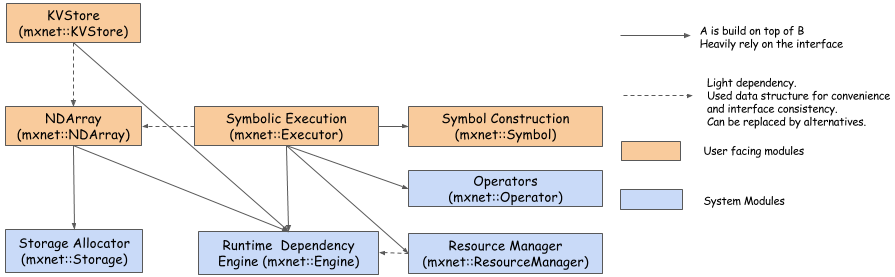 KVStore
(mxnet::KVStore)
A is build on top of B
Heavily rely on the interface
Light dependency.
Used data structure for convenience
and interface consistency.
Can be replaced by alternatives.
NDArray
(mxnet::NDArray)
Symbolic Execution
(mxnet::Executor)
Symbol Construction
(mxnet::Symbol)
User facing modules
Operators
(mxnet::Operator)
System Modules
Storage Allocator
(mxnet::Storage)
Runtime Dependency
Engine (mxnet::Engine)
Resource Manager
(mxnet::ResourceManager)